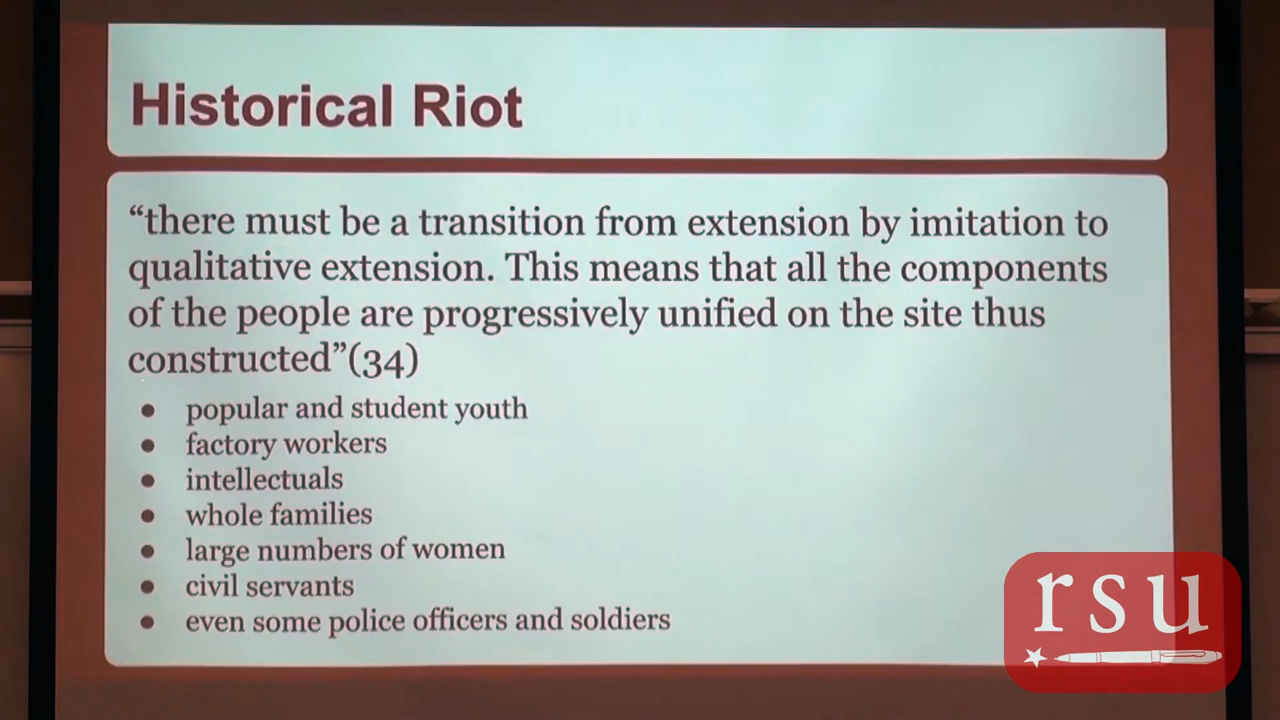 Historical Riot
“there must be a transition from extension by imitation to
qualitative extension. This means that all the components
of the people are progressively unified on the site thus
constructed”(34)
● popular and student youth
● factory workers
● intellectuals
● whole families
● large numbers of women
● civil servants
● even some police officers and soldiers
rsu